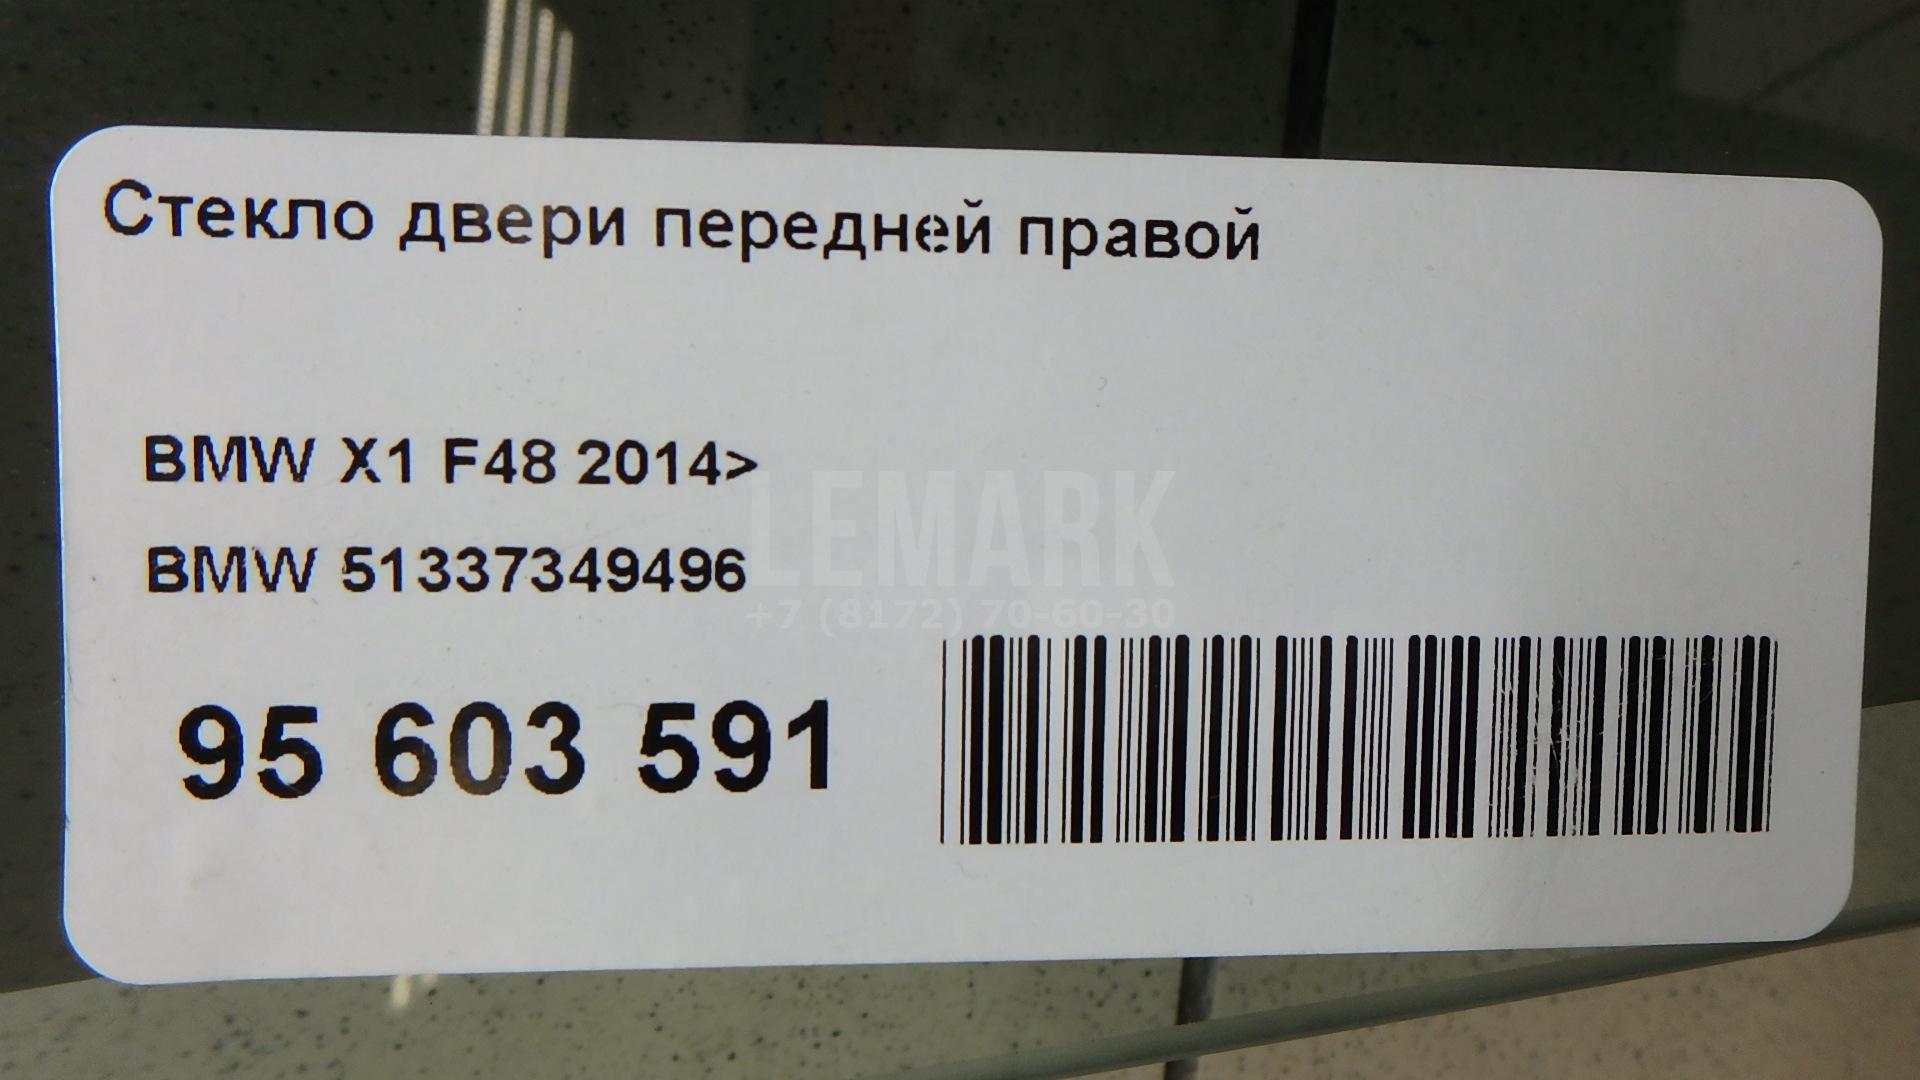 Стекло двери передней правой
BMW X1 F48 2014>
BMW 51337349496
LEMARK
+7 (8172) 70-60-30
95 603 591